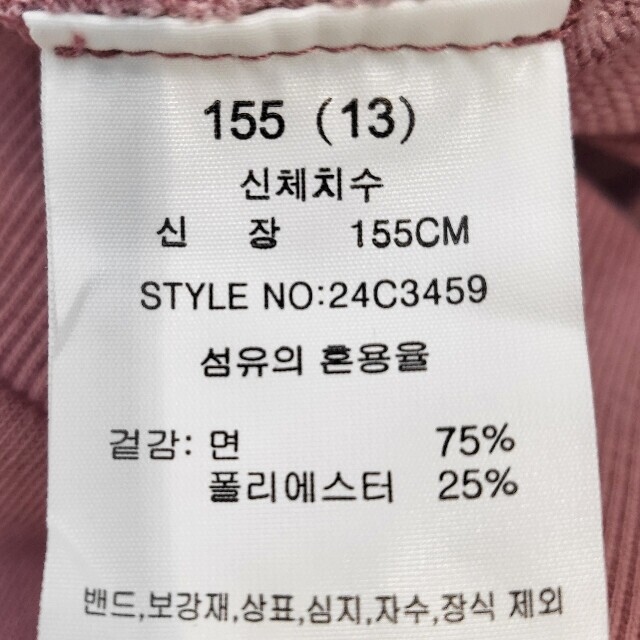 155 (13)
신체치수
신 장 155CM
STYLE NO:24C3459
섬유의 혼용율
겉감: 면 75%
폴리에스터 25%
밴드,보강재,상표,심지,자수,장식 제외